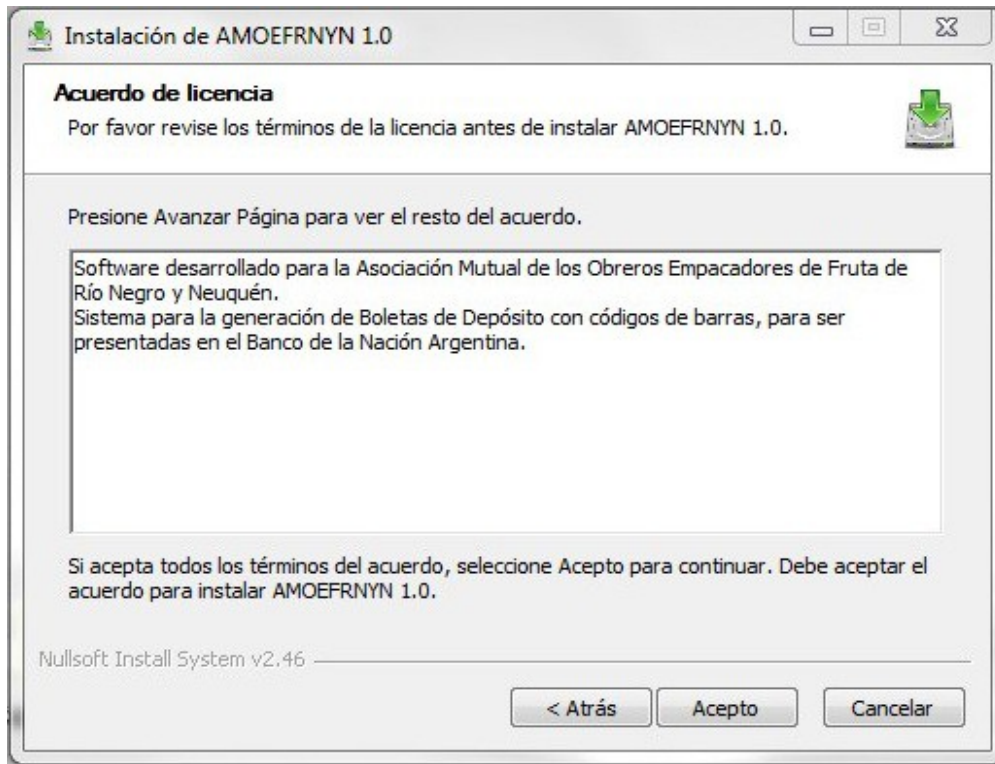 Instalación de AMOEFRNYN 1.0
Acuerdo de licencia
Por favor revise los términos de la licencia antes de instalar AMOEFRNYN 1.0.
Presione Avanzar Página para ver el resto del acuerdo.
Software desarrollado para la Asociación Mutual de los Obreros Empacadores de Fruta de
Río Negro y Neuquén.
Sistema para la generación de Boletas de Depósito con códigos de barras, para ser
presentadas en el Banco de la Nación Argentina.
Si acepta todos los términos del acuerdo, seleccione Acepto para continuar. Debe aceptar el
acuerdo para instalar AMOEFRNYN 1.0.
Nullsoft Install System v2.46
< Atrás Acepto Cancelar